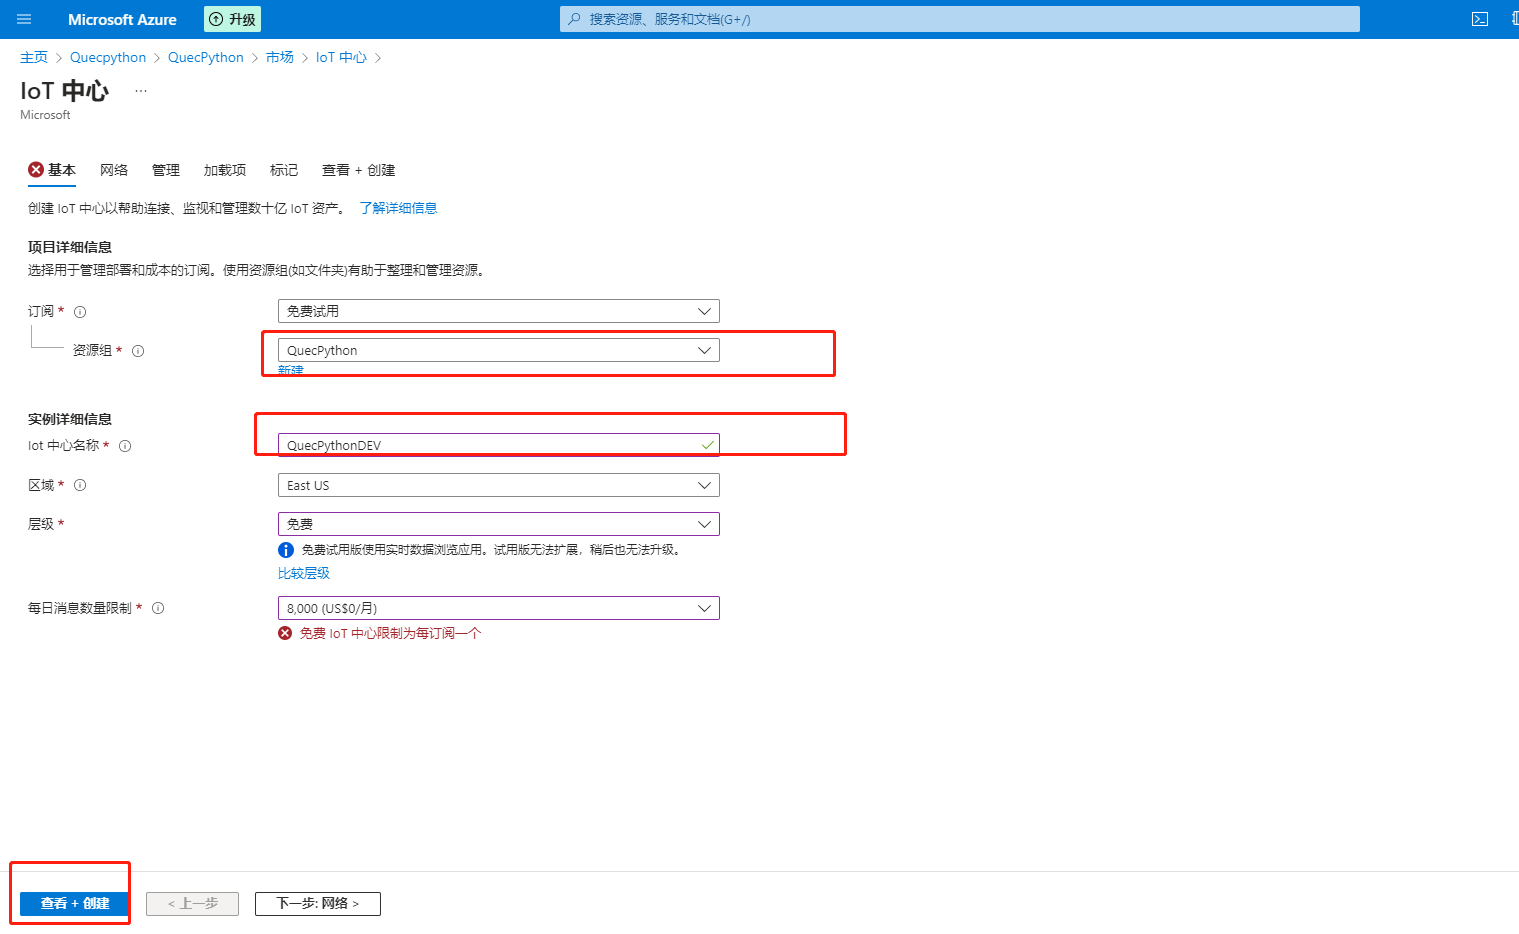 Microsoft Azure 升级 搜索资源、服务和文档(G+/)
主页 > Quecpython > QuecPython > 市场 > IoT 中心 >
IoT 中心 ...
Microsoft
基本 网络 管理 加载项 标记 查看 + 创建
创建 IoT 中心以帮助连接、监视和管理数十亿 IoT 资产。 了解详细信息
项目详细信息
选择用于管理部署和成本的订阅。使用资源组(如文件夹)有助于整理和管理资源。
订阅 * 免费试用
资源组 * QuecPython
新建
实例详细信息
Iot 中心名称 * QuecPythonDEV
区域 * East US
层级 * 免费
免费试用版使用实时数据浏览应用。试用版无法扩展，稍后也无法升级。
比较层级
每日消息数量限制 * 8,000 (US$0/月)
免费 IoT 中心限制为每订阅一个
查看 + 创建 < 上一步 下一步: 网络 >